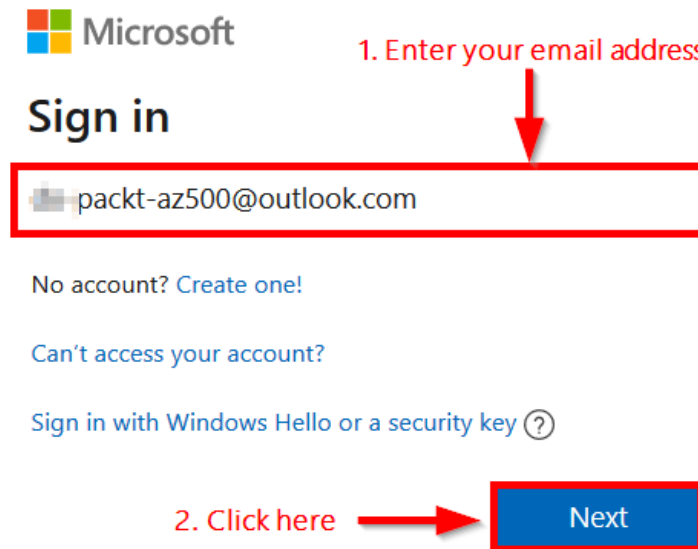 Microsoft
1. Enter your email address
Sign in
packt-az500@outlook.com
No account? Create one!
Can't access your account?
Sign in with Windows Hello or a security key ?
2. Click here
Next